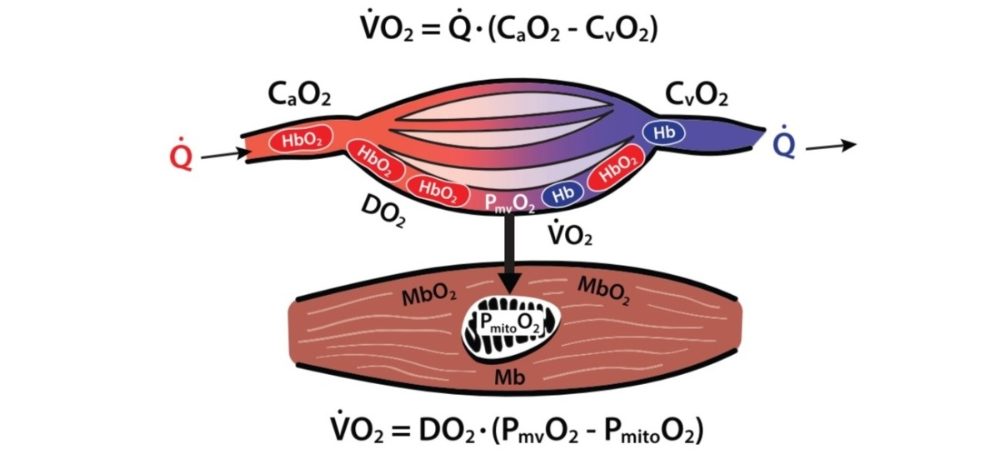 V̇O₂ = Q̇·(CₐO₂ - CᵥO₂)
CₐO₂
CᵥO₂
HbO₂
Hb
Q̇
Q̇
HbO₂
HbO₂
HbO₂
PₘᵥO₂
Hb
DO₂
V̇O₂
MbO₂
MbO₂
PmitoO₂
Mb
V̇O₂ = DO₂·(PmvO₂ - PmitoO₂)